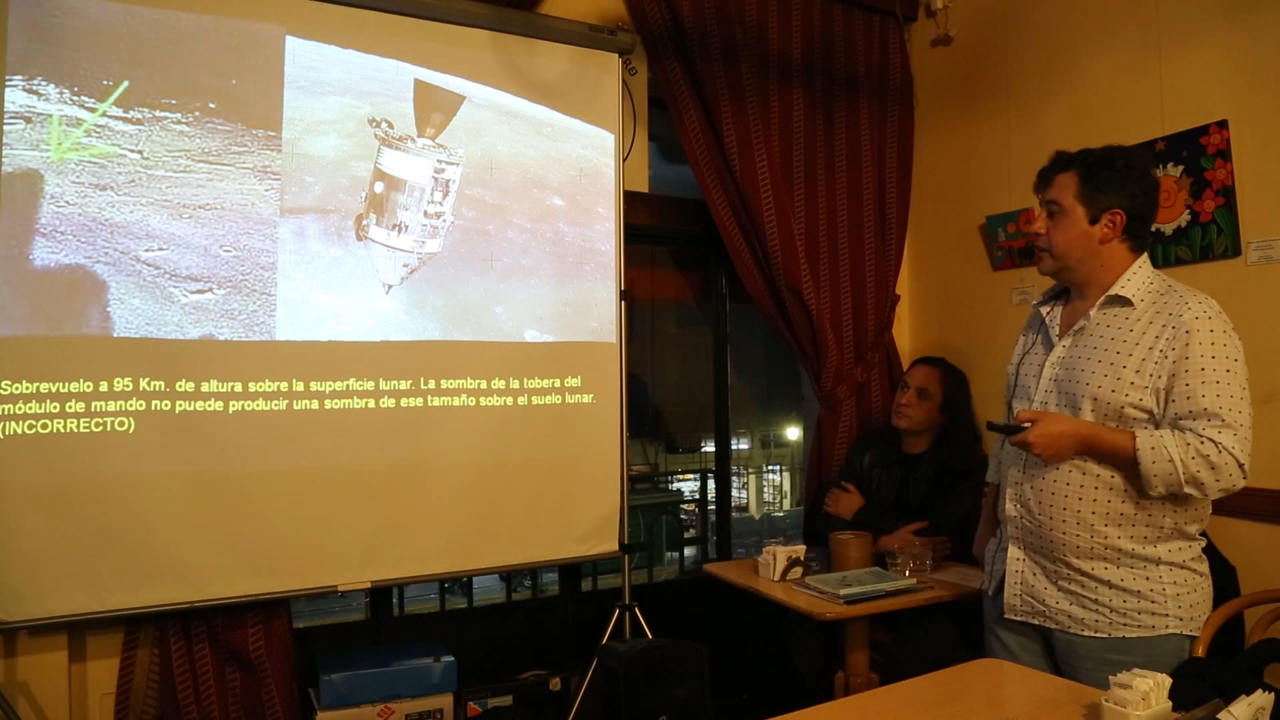 Sobrevuelo a 95 Km. de altura sobre la superficie lunar. La sombra de la tobera del
módulo de mando no puede producir una sombra de ese tamaño sobre el suelo lunar.
(INCORRECTO)